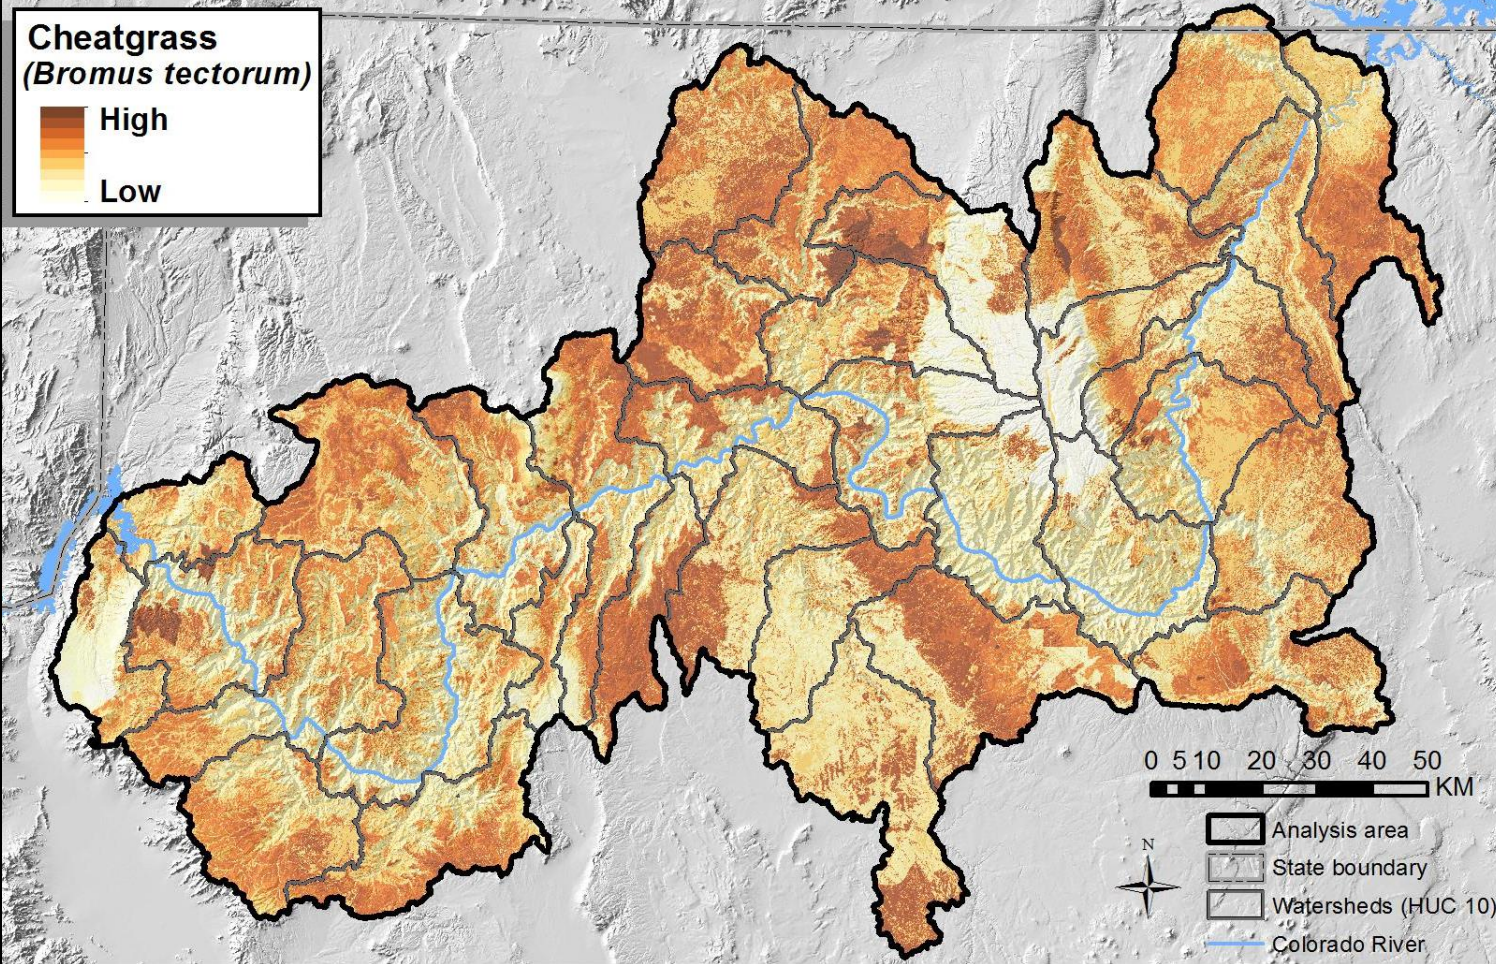 Cheatgrass
(Bromus tectorum)
High
Low
0 5 10 20 30 40 50
KM
N
Analysis area
State boundary
Watersheds (HUC 10)
Colorado River